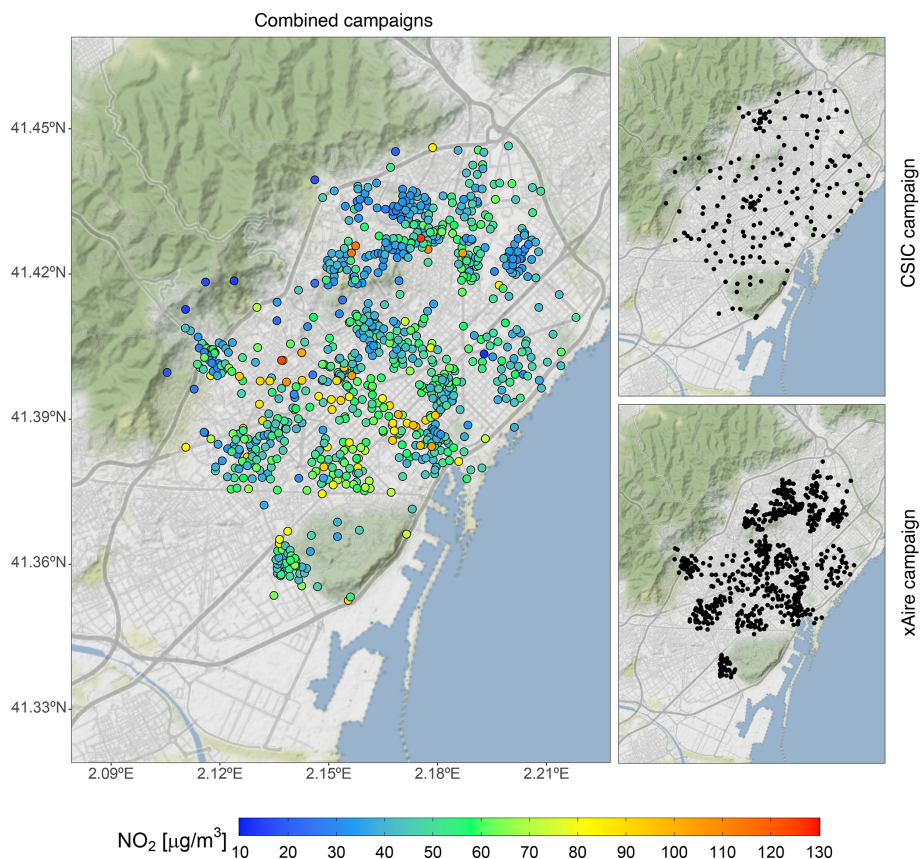 Combined campaigns
41.45ºN
41.42ºN
41.39ºN
41.36ºN
41.33ºN
2.09ºE 2.12ºE 2.15ºE 2.18ºE 2.21ºE
CSIC campaign
xAire campaign
NO₂ [µg/m³]
10 20 30 40 50 60 70 80 90 100 110 120 130